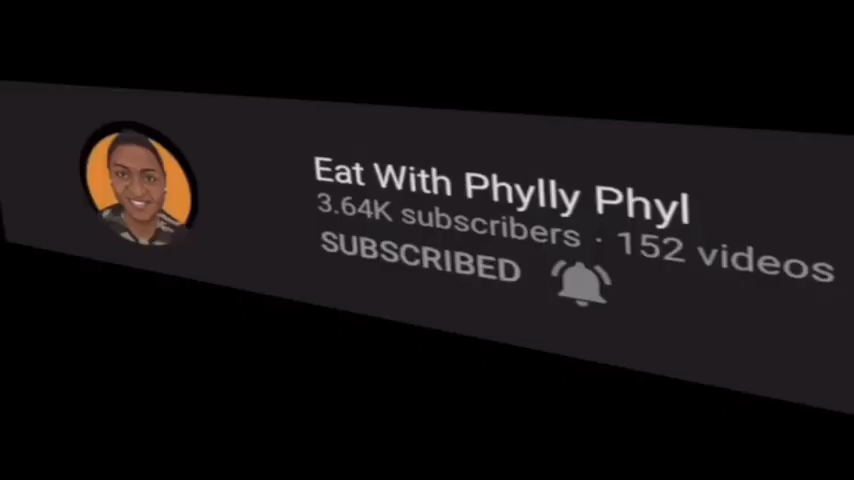 Eat With Phylly Phyl
3.64K subscribers · 152 videos
SUBSCRIBED